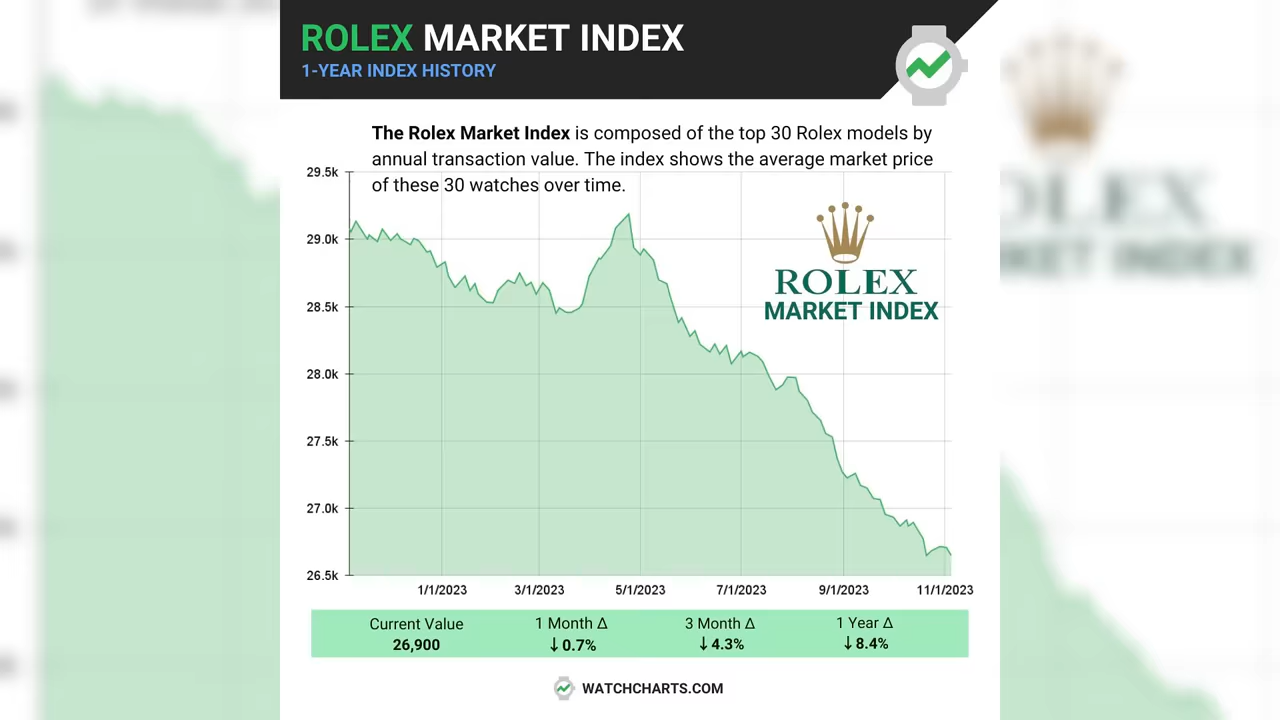 ROLEX MARKET INDEX
1-YEAR INDEX HISTORY
The Rolex Market Index is composed of the top 30 Rolex models by
annual transaction value. The index shows the average market price
of these 30 watches over time.
29.5k
29.0k
28.5k
28.0k
27.5k
27.0k
26.5k
ROLEX
MARKET INDEX
1/1/2023 3/1/2023 5/1/2023 7/1/2023 9/1/2023 11/1/2023
Current Value 1 Month Δ 3 Month Δ 1 Year Δ
26,900 ↓0.7% ↓4.3% ↓8.4%
WATCHCHARTS.COM